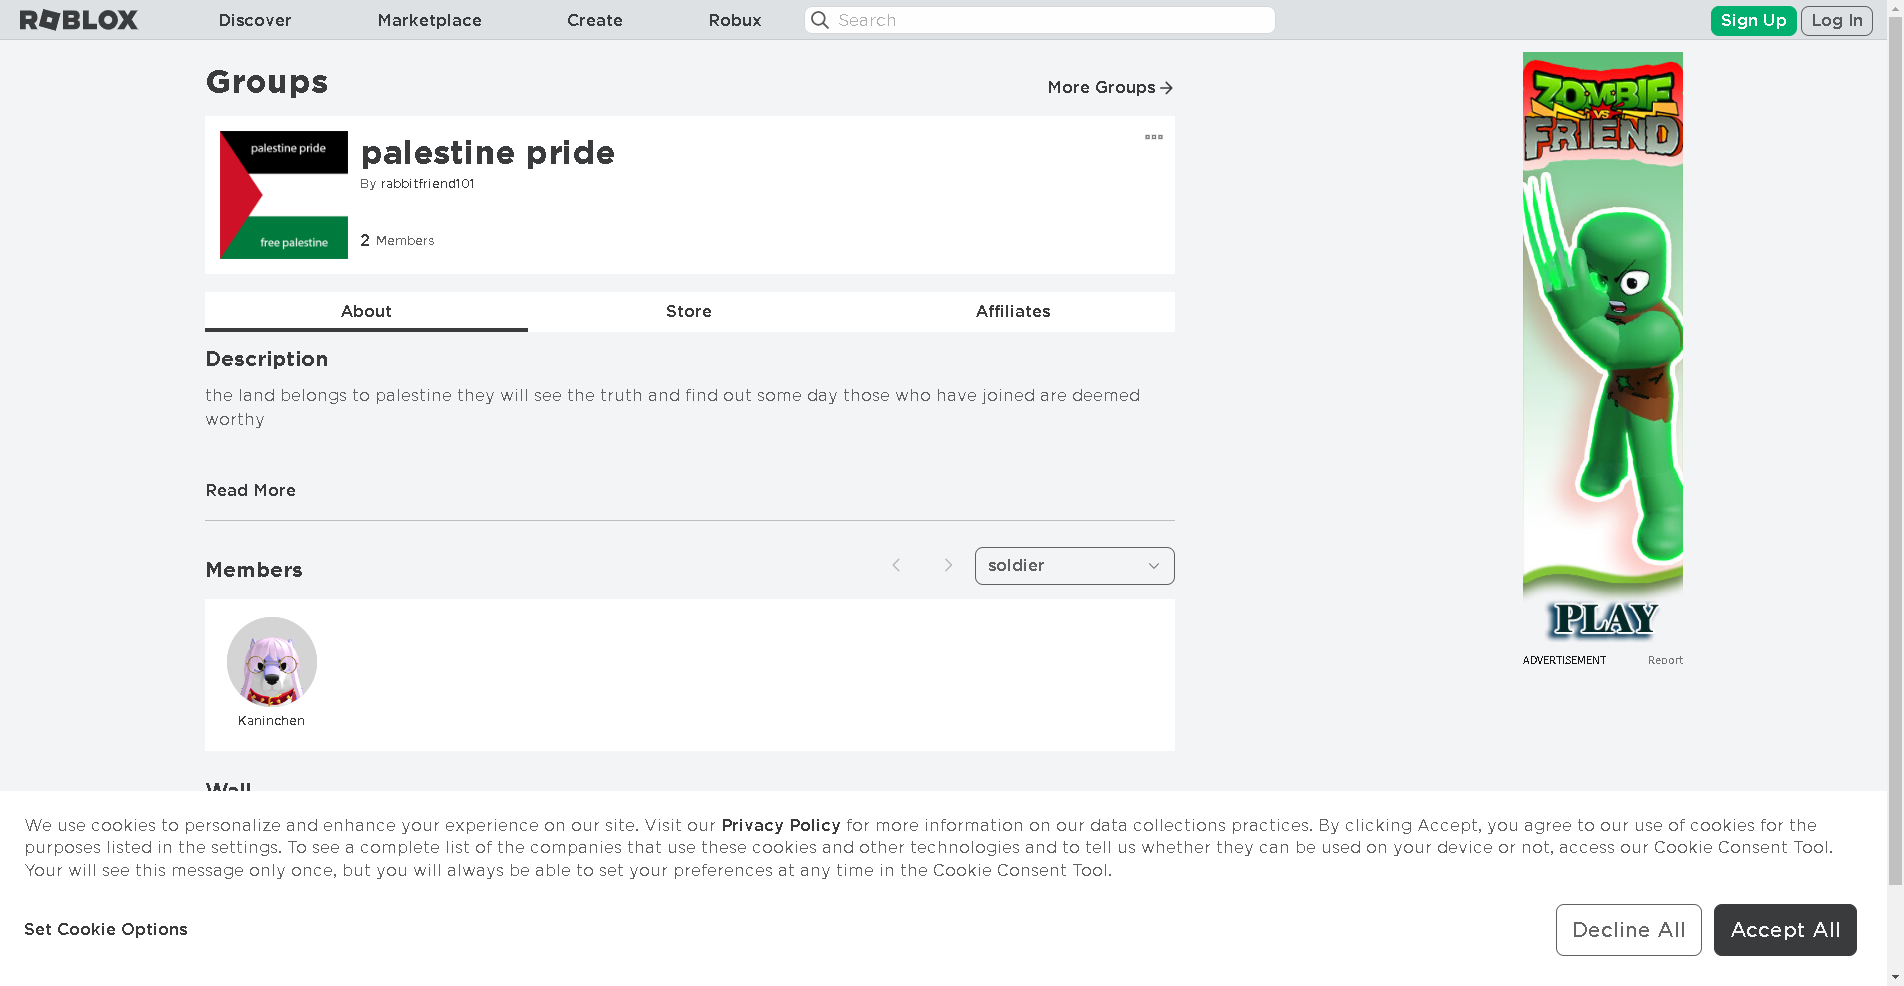 ROBLOX
Discover
Marketplace
Create
Robux
Search
Sign Up
Log In
Groups
More Groups
palestine pride
free palestine
palestine pride
By rabbitfriend101
2 Members
About
Store
Affiliates
Description
the land belongs to palestine they will see the truth and find out some day those who have joined are deemed
worthy
Read More
Members
soldier
Kaninchen
Wall
ZOMBIE
VS
FRIEND
PLAY
ADVERTISEMENT
Report
We use cookies to personalize and enhance your experience on our site. Visit our Privacy Policy for more information on our data collections practices. By clicking Accept, you agree to our use of cookies for the
purposes listed in the settings. To see a complete list of the companies that use these cookies and other technologies and to tell us whether they can be used on your device or not, access our Cookie Consent Tool.
Your will see this message only once, but you will always be able to set your preferences at any time in the Cookie Consent Tool.
Set Cookie Options
Decline All
Accept All